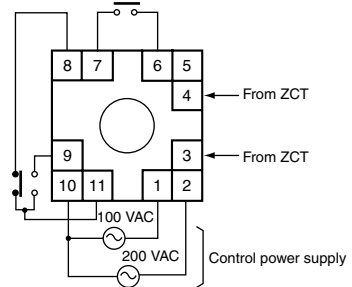 8 7 6 5
4 From ZCT
9 3 From ZCT
10 11 1 2
100 VAC
200 VAC
Control power supply